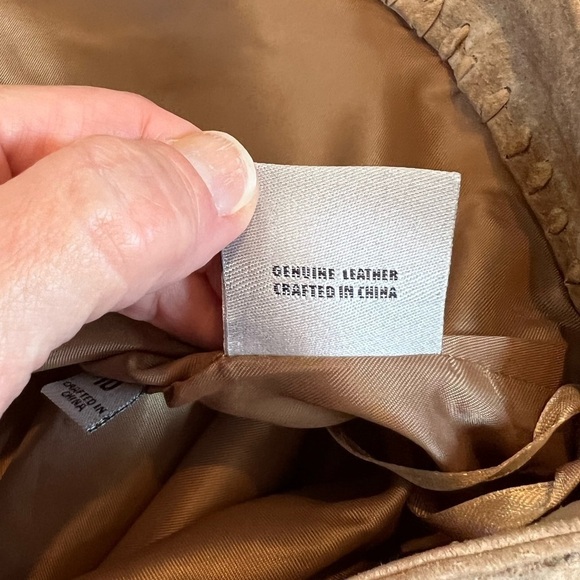 GENUINE LEATHER
CRAFTED IN CHINA
10
CRAFTED IN
CHINA